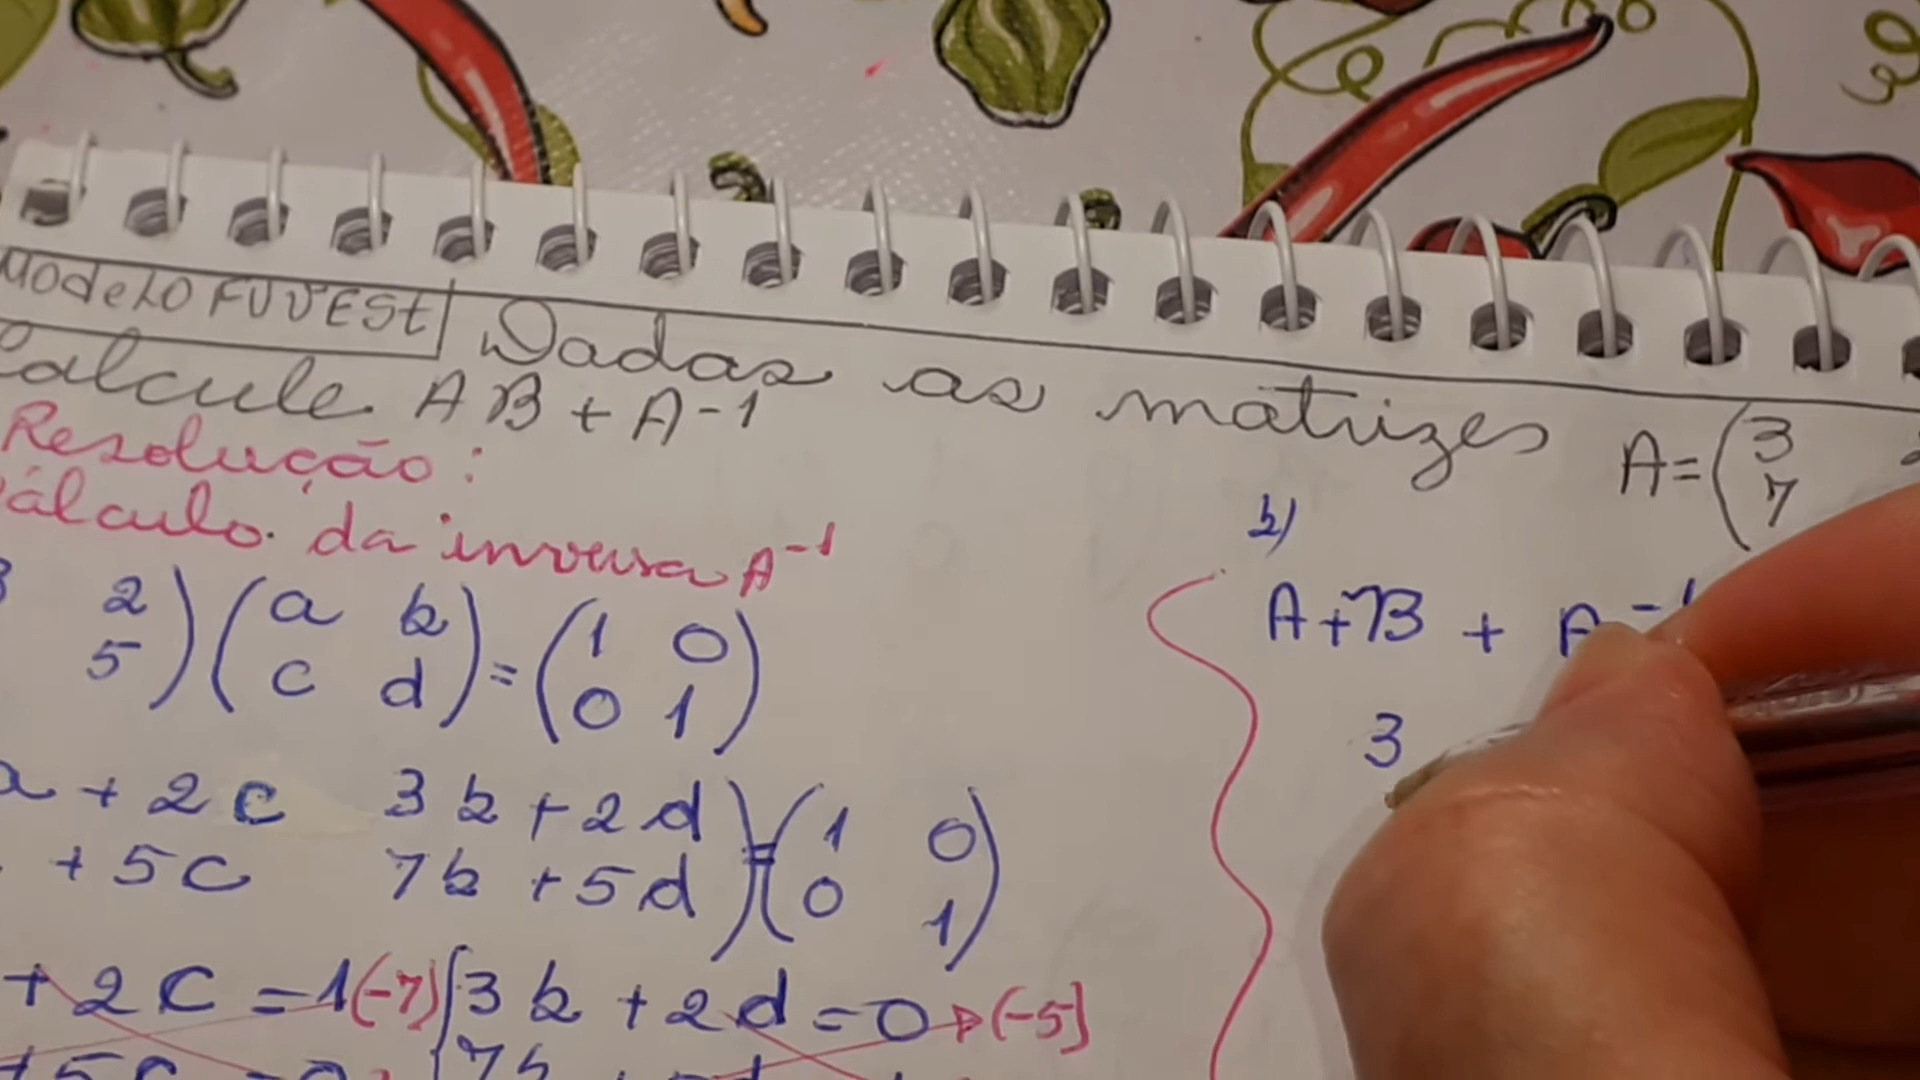 Modelo FUVEST Dadas as matrizes A = (3
7
Calcule AB + A-1
Resolução:
cálculo da inversa A-1
2 a b 1 0
5 c d = 0 1
a + 2c 3b + 2d 1 0
+ 5c 7b + 5d = 0 1
+ 2c = 1 (-7) { 3b + 2d = 0 → (-5)
+ 5c 7b
b)
A + B + A-1
3